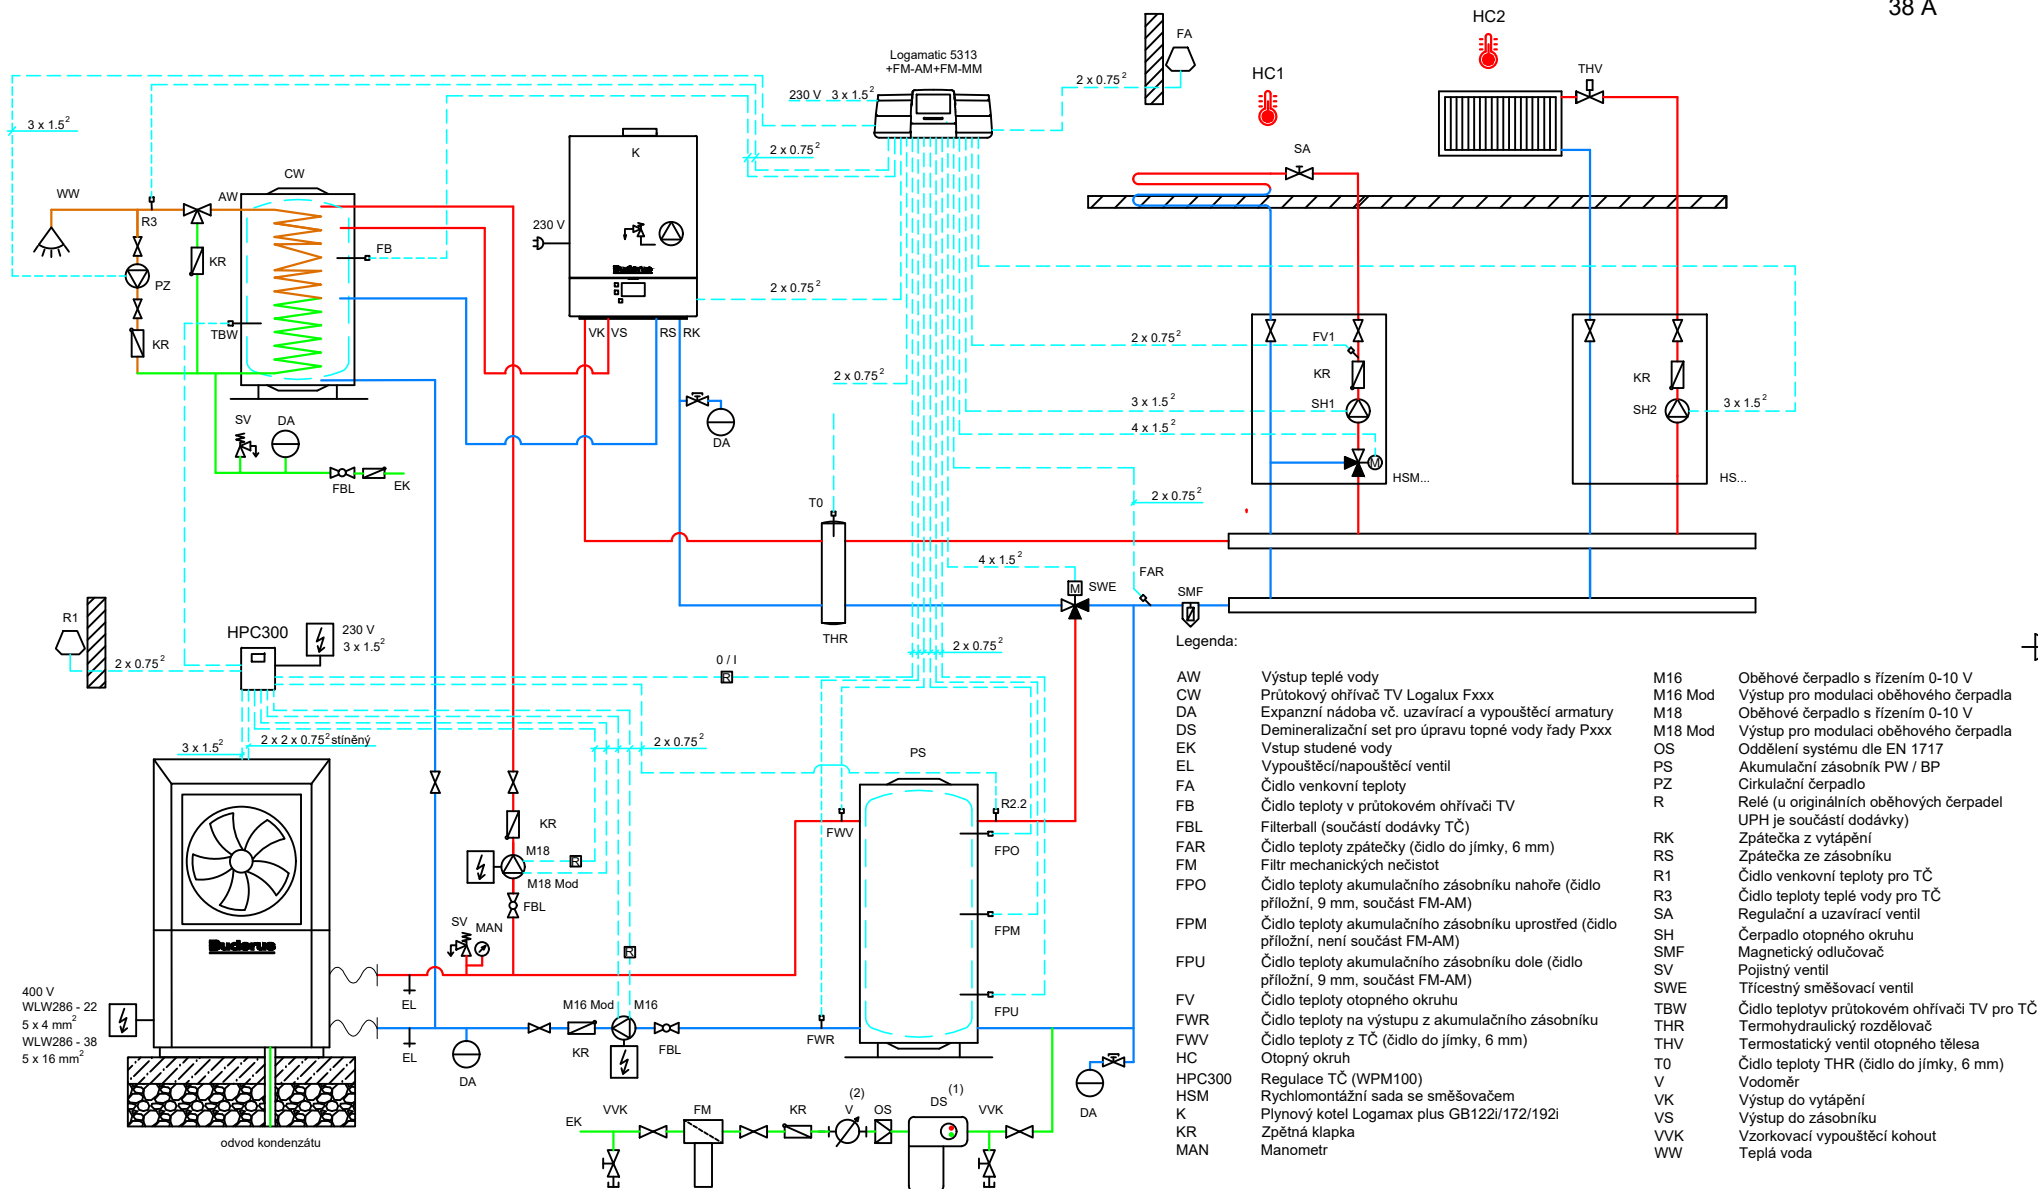 38 A
HC2
FA
Logamatic 5313
+FM-AM+FM-MM
HC1
THV
2 x 0.75²
230 V 3 x 1.5²
3 x 1.5²
K
2 x 0.75²
SA
CW
WW
AW
R3
230 V
FB
KR
Buderus
PZ
2 x 0.75²
TBW
KR
VK
VS
RS
RK
2 x 0.75²
FV1
2 x 0.75²
KR
KR
3 x 1.5²
SH1
SH2
3 x 1.5²
SV
DA
DA
4 x 1.5²
M
FBL
EK
HSM...
HS...
T0
2 x 0.75²
4 x 1.5²
FAR
M
SWE
SMF
R1
HPC300
230 V
3 x 1.5²
THR
2 x 0.75²
0 / I
R
2 x 0.75²
3 x 1.5²
2 x 2 x 0.75² stíněný
2 x 0.75²
PS
R2.2
KR
FWV
FPO
M18
R
M18 Mod
FBL
SV
MAN
FPM
Buderus
R
400 V
WLW286 - 22
5 x 4 mm²
WLW286 - 38
5 x 16 mm²
EL
M16 Mod
M16
FPU
EL
KR
FBL
FWR
DA
DA
odvod kondenzátu
EK
VVK
FM
KR
(2)
V
OS
DS (1)
VVK
Legenda:
AW Výstup teplé vody
CW Průtokový ohřívač TV Logalux Fxxx
DA Expanzní nádoba vč. uzavírací a vypouštěcí armatury
DS Demineralizační set pro úpravu topné vody řady Pxxx
EK Vstup studené vody
EL Vypouštěcí/napouštěcí ventil
FA Čidlo venkovní teploty
FB Čidlo teploty v průtokovém ohřívači TV
FBL Filterball (součástí dodávky TČ)
FAR Čidlo teploty zpátečky (čidlo do jímky, 6 mm)
FM Filtr mechanických nečistot
FPO Čidlo teploty akumulačního zásobníku nahoře (čidlo
příložní, 9 mm, součást FM-AM)
FPM Čidlo teploty akumulačního zásobníku uprostřed (čidlo
příložní, není součást FM-AM)
FPU Čidlo teploty akumulačního zásobníku dole (čidlo
příložní, 9 mm, součást FM-AM)
FV Čidlo teploty otopného okruhu
FWR Čidlo teploty na výstupu z akumulačního zásobníku
FWV Čidlo teploty z TČ (čidlo do jímky, 6 mm)
HC Otopný okruh
HPC300 Regulace TČ (WPM100)
HSM Rychlomontážní sada se směšovačem
K Plynový kotel Logamax plus GB122i/172/192i
KR Zpětná klapka
MAN Manometr
M16 Oběhové čerpadlo s řízením 0-10 V
M16 Mod Výstup pro modulaci oběhového čerpadla
M18 Oběhové čerpadlo s řízením 0-10 V
M18 Mod Výstup pro modulaci oběhového čerpadla
OS Oddělení systému dle EN 1717
PS Akumulační zásobník PW / BP
PZ Cirkulační čerpadlo
R Relé (u originálních oběhových čerpadel
UPH je součástí dodávky)
RK Zpátečka z vytápění
RS Zpátečka ze zásobníku
R1 Čidlo venkovní teploty pro TČ
R3 Čidlo teploty teplé vody pro TČ
SA Regulační a uzavírací ventil
SH Čerpadlo otopného okruhu
SMF Magnetický odlučovač
SV Pojistný ventil
SWE Třícestný směšovací ventil
TBW Čidlo teplotyv průtokovém ohřívači TV pro TČ
THR Termohydraulický rozdělovač
THV Termostatický ventil otopného tělesa
T0 Čidlo teploty THR (čidlo do jímky, 6 mm)
V Vodoměr
VK Výstup do vytápění
VS Výstup do zásobníku
VVK Vzorkovací vypouštěcí kohout
WW Teplá voda